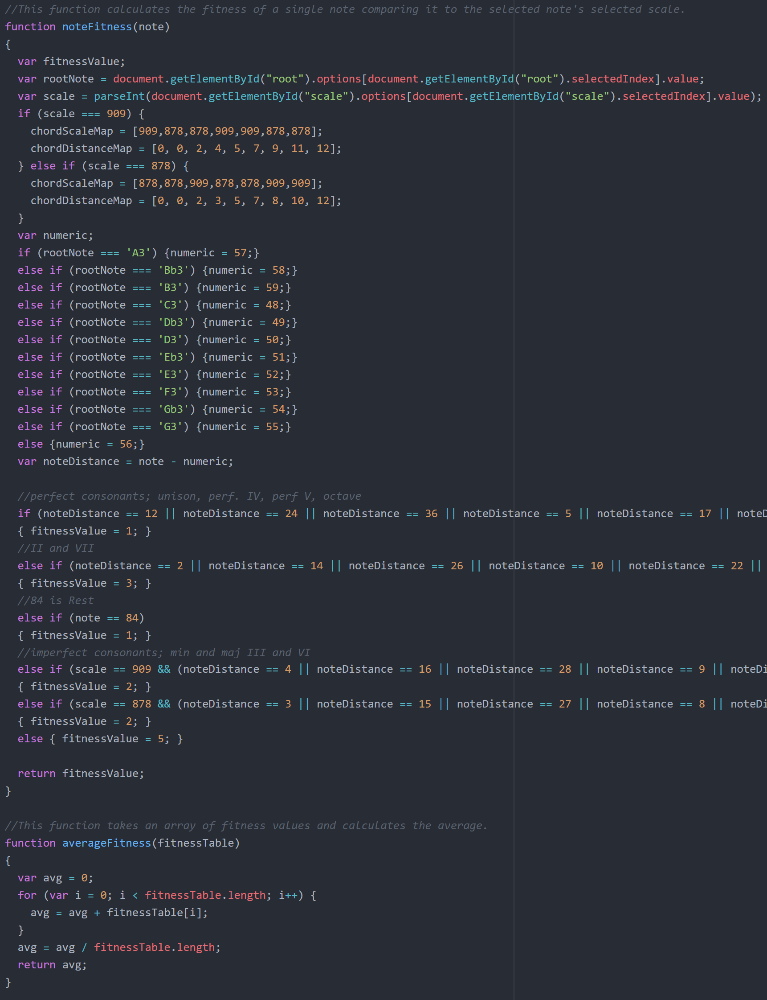 //This function calculates the fitness of a single note comparing it to the selected note's selected scale.
function noteFitness(note)
{
  var fitnessValue;
  var rootNote = document.getElementById("root").options[document.getElementById("root").selectedIndex].value;
  var scale = parseInt(document.getElementById("scale").options[document.getElementById("scale").selectedIndex].value);
  if (scale === 909) {
    chordScaleMap = [909,878,878,909,909,878,878];
    chordDistanceMap = [0, 0, 2, 4, 5, 7, 9, 11, 12];
  } else if (scale === 878) {
    chordScaleMap = [878,878,909,878,878,909,909];
    chordDistanceMap = [0, 0, 2, 3, 5, 7, 8, 10, 12];
  }
  var numeric;
  if (rootNote === 'A3') {numeric = 57;}
  else if (rootNote === 'Bb3') {numeric = 58;}
  else if (rootNote === 'B3') {numeric = 59;}
  else if (rootNote === 'C3') {numeric = 48;}
  else if (rootNote === 'Db3') {numeric = 49;}
  else if (rootNote === 'D3') {numeric = 50;}
  else if (rootNote === 'Eb3') {numeric = 51;}
  else if (rootNote === 'E3') {numeric = 52;}
  else if (rootNote === 'F3') {numeric = 53;}
  else if (rootNote === 'Gb3') {numeric = 54;}
  else if (rootNote === 'G3') {numeric = 55;}
  else {numeric = 56;}
  var noteDistance = note - numeric;

  //perfect consonants; unison, perf. IV, perf V, octave
  if (noteDistance == 12 || noteDistance == 24 || noteDistance == 36 || noteDistance == 5 || noteDistance == 17 || noteD
  { fitnessValue = 1; }
  //II and VII
  else if (noteDistance == 2 || noteDistance == 14 || noteDistance == 26 || noteDistance == 10 || noteDistance == 22 ||
  { fitnessValue = 3; }
  //84 is Rest
  else if (note == 84)
  { fitnessValue = 1; }
  //imperfect consonants; min and maj III and VI
  else if (scale == 909 && (noteDistance == 4 || noteDistance == 16 || noteDistance == 28 || noteDistance == 9 || noteDi
  { fitnessValue = 2; }
  else if (scale == 878 && (noteDistance == 3 || noteDistance == 15 || noteDistance == 27 || noteDistance == 8 || noteDi
  { fitnessValue = 2; }
  else { fitnessValue = 5; }

  return fitnessValue;
}

//This function takes an array of fitness values and calculates the average.
function averageFitness(fitnessTable)
{
  var avg = 0;
  for (var i = 0; i < fitnessTable.length; i++) {
    avg = avg + fitnessTable[i];
  }
  avg = avg / fitnessTable.length;
  return avg;
}